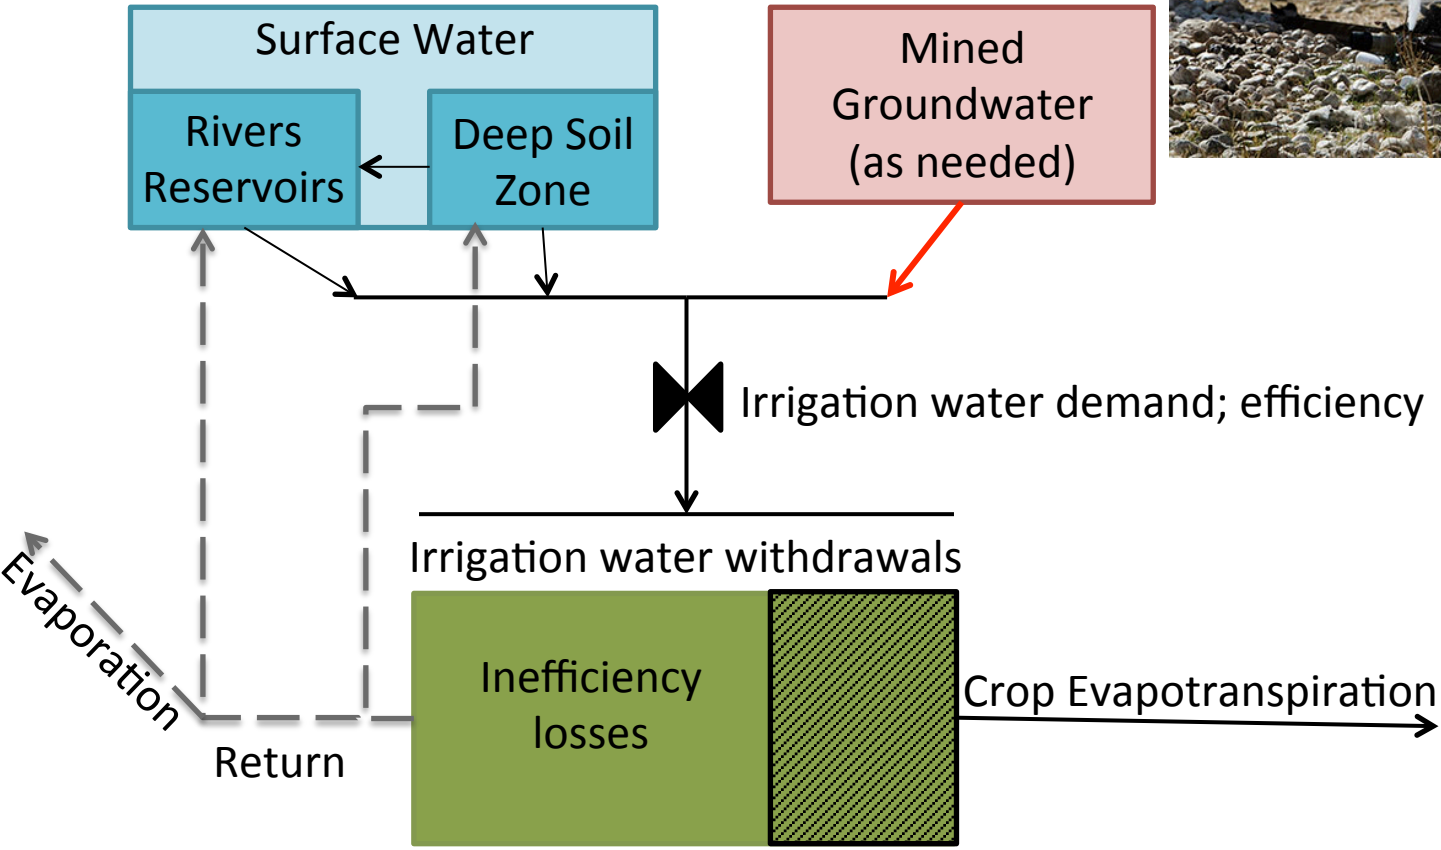 Surface Water
Rivers
Reservoirs
Deep Soil
Zone
Mined
Groundwater
(as needed)
Irrigation water demand; efficiency
Irrigation water withdrawals
Evaporation
Inefficiency
losses
Crop Evapotranspiration
Return